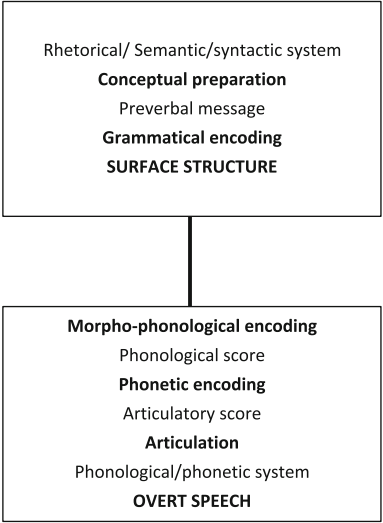 Rhetorical/ Semantic/syntactic system
Conceptual preparation
Preverbal message
Grammatical encoding
SURFACE STRUCTURE
Morpho-phonological encoding
Phonological score
Phonetic encoding
Articulatory score
Articulation
Phonological/phonetic system
OVERT SPEECH